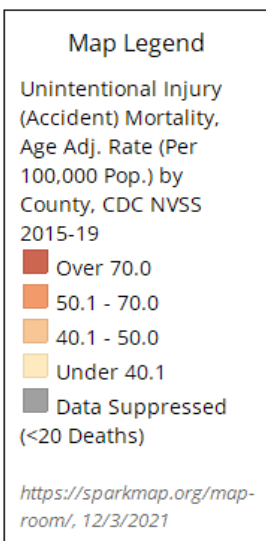 Map Legend
Unintentional Injury
(Accident) Mortality,
Age Adj. Rate (Per
100,000 Pop.) by
County, CDC NVSS
2015-19
Over 70.0
50.1 - 70.0
40.1 - 50.0
Under 40.1
Data Suppressed
(<20 Deaths)
https://sparkmap.org/map-
room/, 12/3/2021